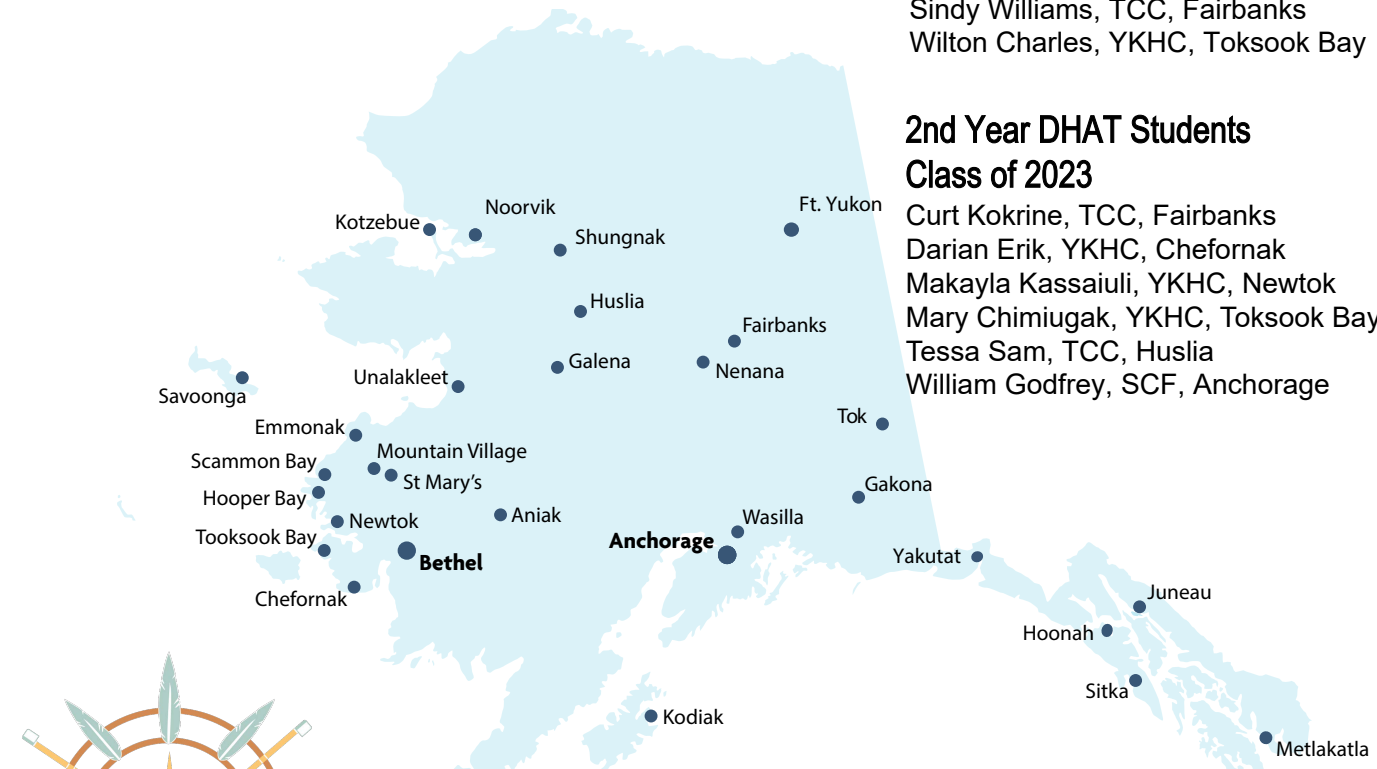 Sindy Williams, TCC, Fairbanks
Wilton Charles, YKHC, Toksook Bay
2nd Year DHAT Students
Class of 2023
Curt Kokrine, TCC, Fairbanks
Darian Erik, YKHC, Chefornak
Makayla Kassaiuli, YKHC, Newtok
Mary Chimiugak, YKHC, Toksook Bay
Tessa Sam, TCC, Huslia
William Godfrey, SCF, Anchorage
Kotzebue
Noorvik
Shungnak
Ft. Yukon
Huslia
Fairbanks
Galena
Nenana
Unalakleet
Savoonga
Tok
Emmonak
Mountain Village
Scammon Bay
St Mary's
Gakona
Hooper Bay
Newtok
Aniak
Wasilla
Tooksook Bay
Anchorage
Bethel
Yakutat
Chefornak
Juneau
Hoonah
Sitka
Kodiak
Metlakatla